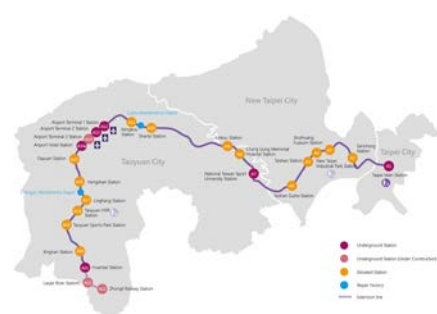 New Taipei City
Taipei City
Taoyuan City
Airport Terminal 1 Station
Airport Terminal 2 Station
Airport Terminal 3 Station
Airport Hotel Station
Dayuan Station
Hengshan Station
Linghang Station
Taoyuan HSR
Station
Taoyuan Sports Park Station
Xingnan Station
Huanbei Station
Laojie River Station
Zhongli Railway Station
Shanbi Station
Linkou Station
Chang Gung Memorial
Hospital Station
National Taiwan Sport
University Station
Taishan Guihe Station
Taishan Station
Xinzhuang
Fuduxin Station
New Taipei
Industrial Park Station
Sanchong
Station
Taipei Main Station
Underground Station
Underground Station (Under Construction)
Elevated Station
Repair Factory
Extension line